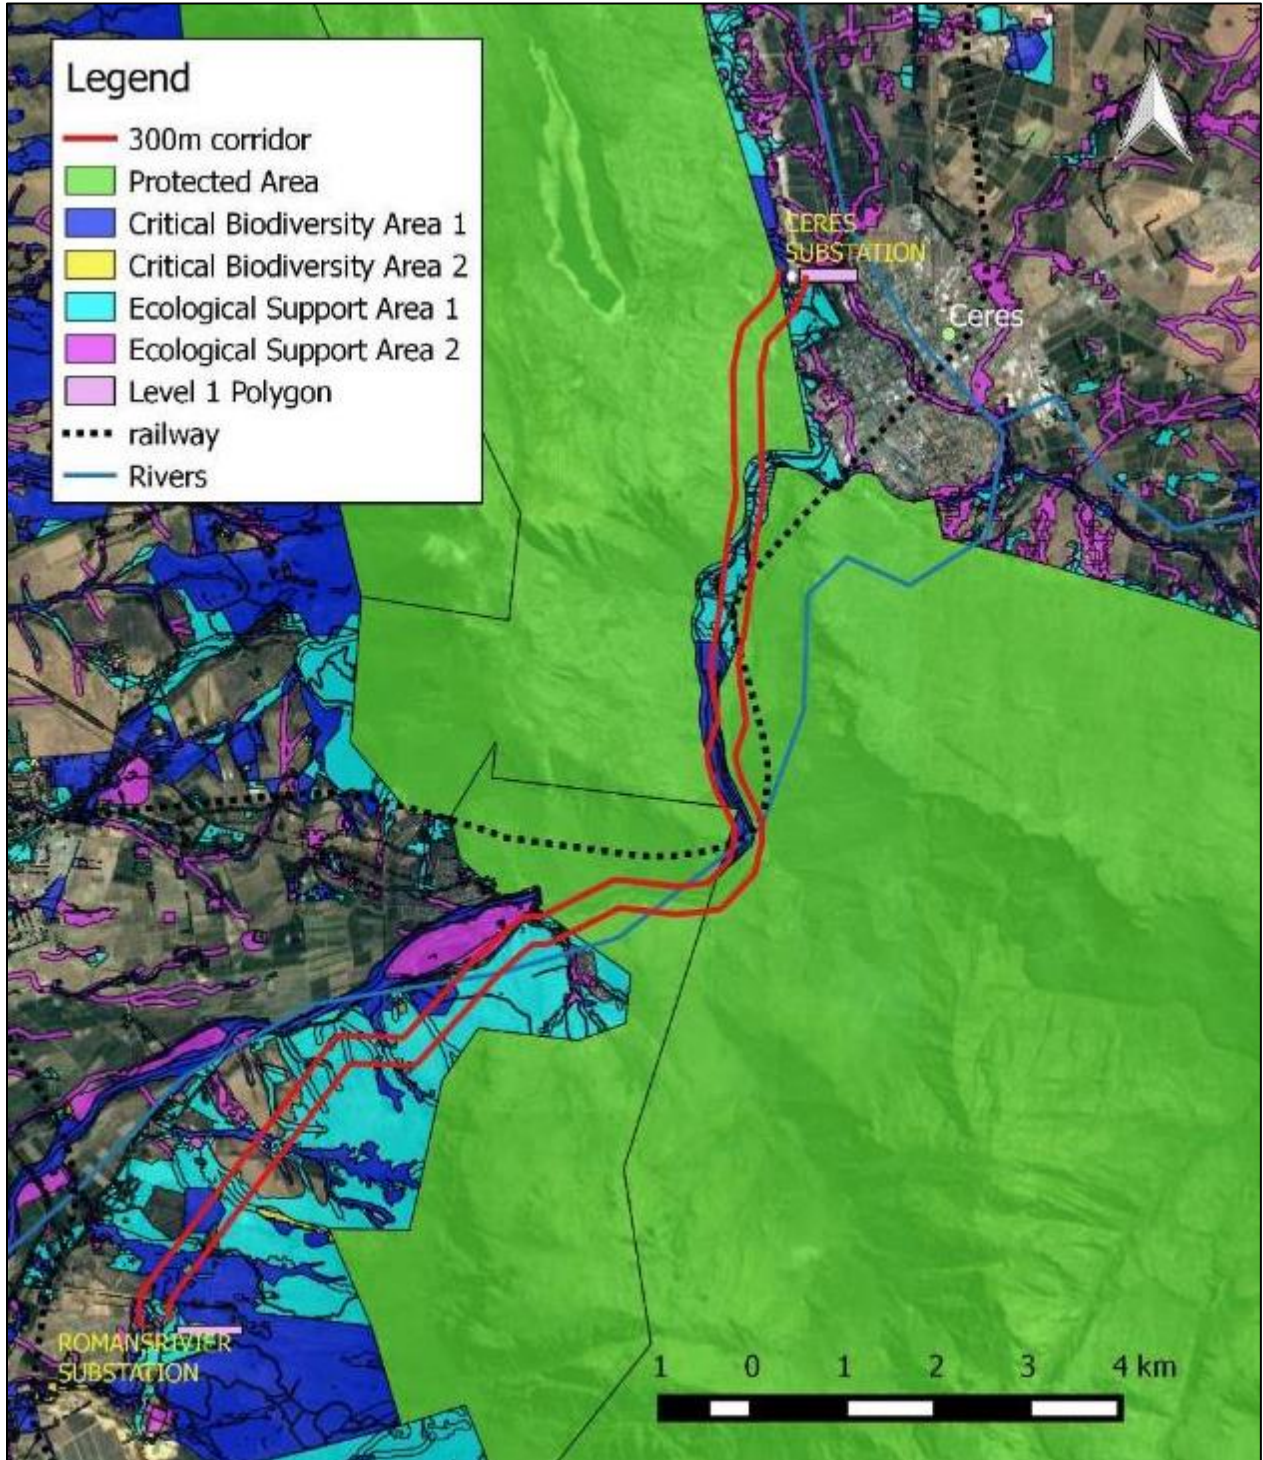 Legend
300m corridor
Protected Area
Critical Biodiversity Area 1
Critical Biodiversity Area 2
Ecological Support Area 1
Ecological Support Area 2
Level 1 Polygon
railway
Rivers
N
CERES
SUBSTATION
Ceres
ROMANSRIVIER
SUBSTATION
1 0 1 2 3 4 km